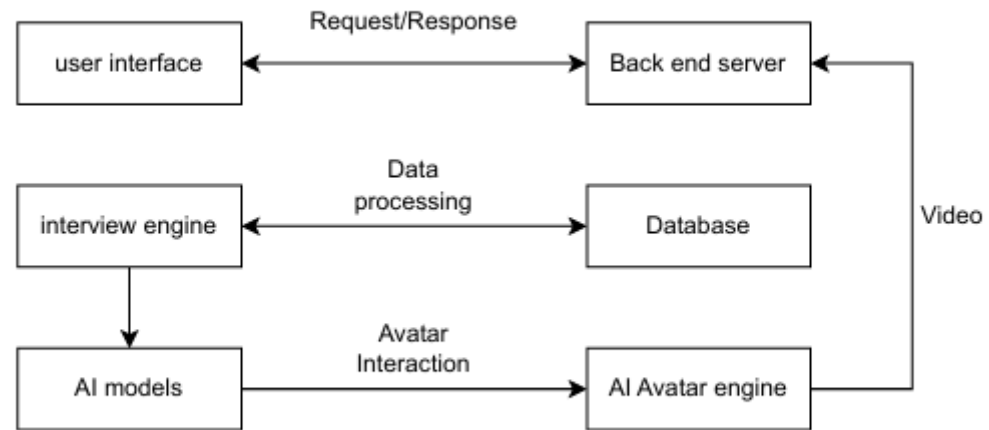 Request/Response
user interface
Back end server
Data
processing
interview engine
Database
Video
Avatar
Interaction
AI models
AI Avatar engine